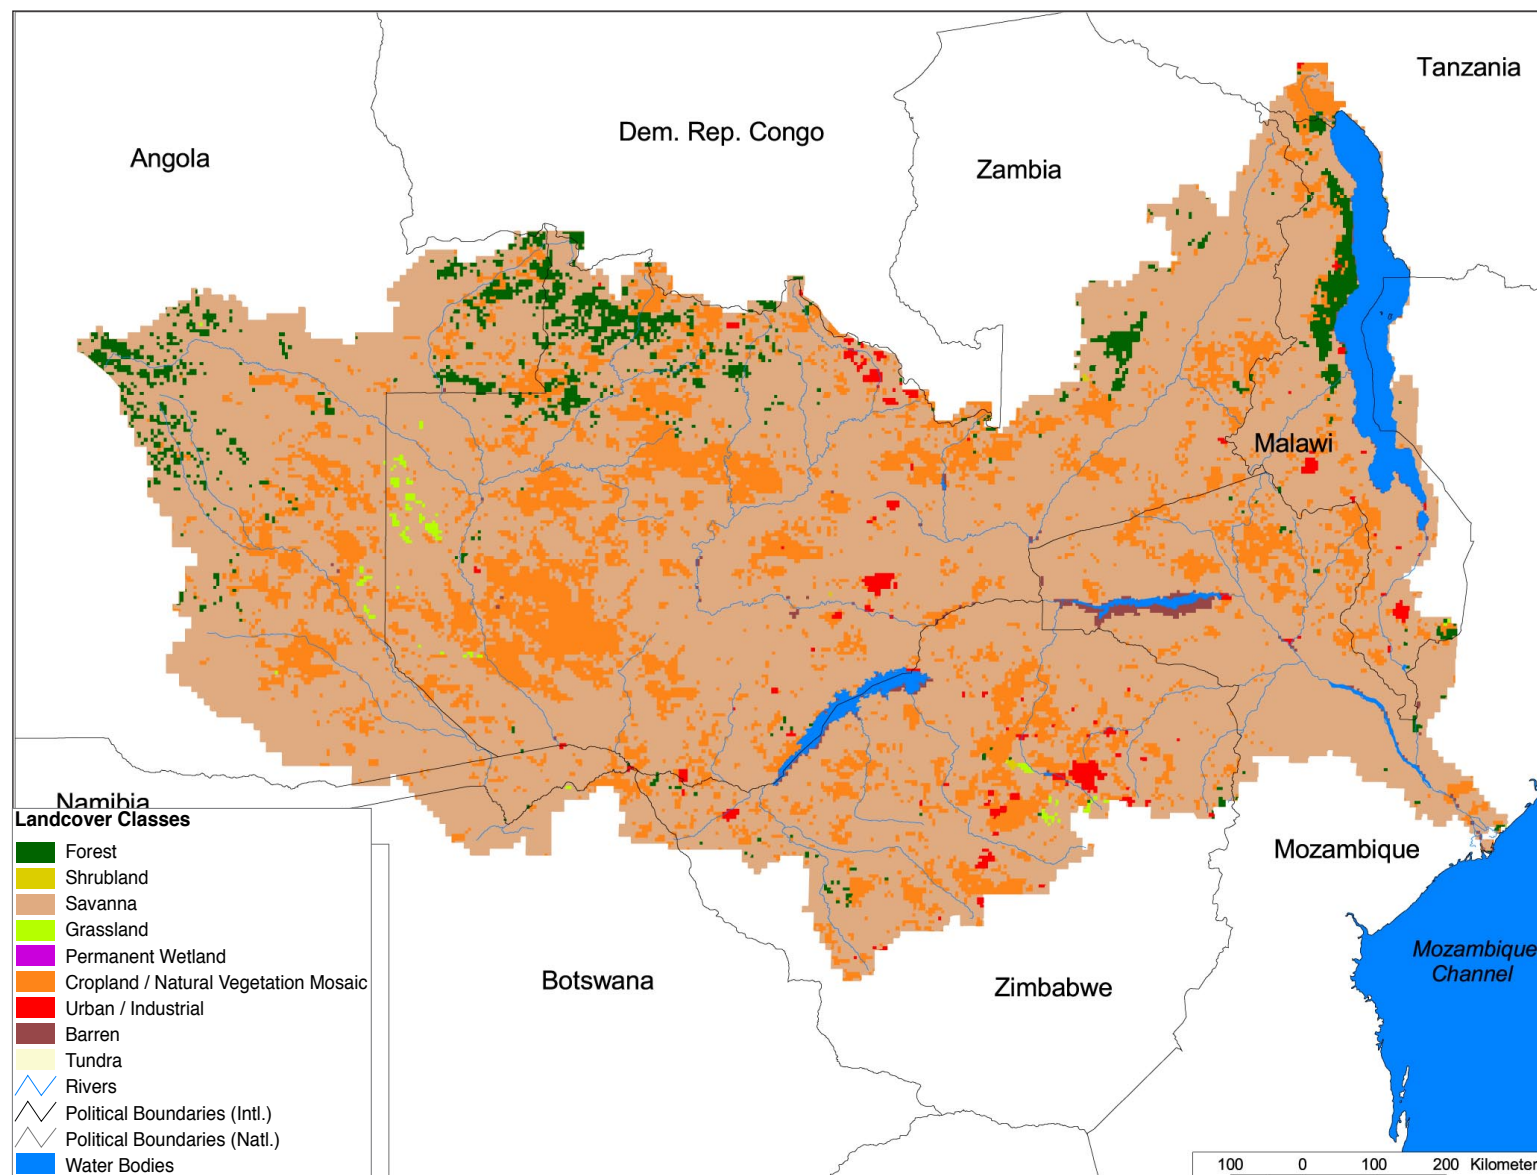 Tanzania
Dem. Rep. Congo
Angola
Zambia
Malawi
Namibia
Landcover Classes
Forest
Shrubland
Savanna
Grassland
Permanent Wetland
Cropland / Natural Vegetation Mosaic
Urban / Industrial
Barren
Tundra
Rivers
Political Boundaries (Intl.)
Political Boundaries (Natl.)
Water Bodies
Mozambique
Botswana
Zimbabwe
Mozambique
Channel
100 0 100 200 Kilometer